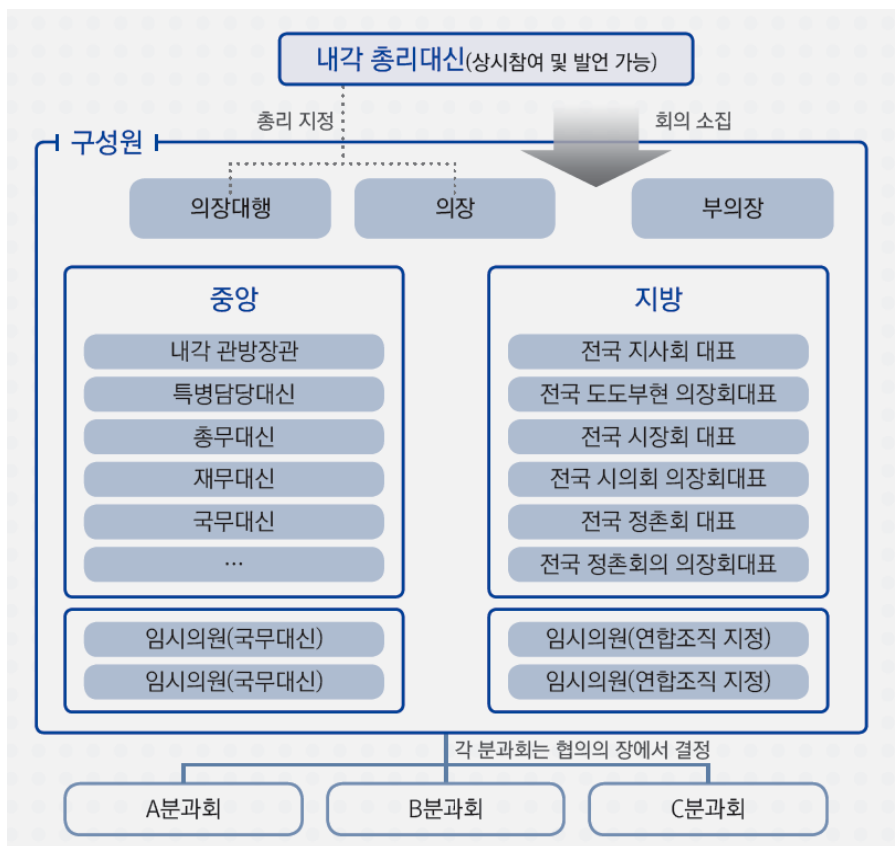 내각 총리대신(상시참여 및 발언 가능)
총리 지정
회의 소집
구성원
의장대행
의장
부의장
중앙
내각 관방장관
특병담당대신
총무대신
재무대신
국무대신
…
임시의원(국무대신)
임시의원(국무대신)
지방
전국 지사회 대표
전국 도도부현 의장회대표
전국 시장회 대표
전국 시의회 의장회대표
전국 정촌회 대표
전국 정촌회의 의장회대표
임시의원(연합조직 지정)
임시의원(연합조직 지정)
각 분과회는 협의의 장에서 결정
A분과회
B분과회
C분과회